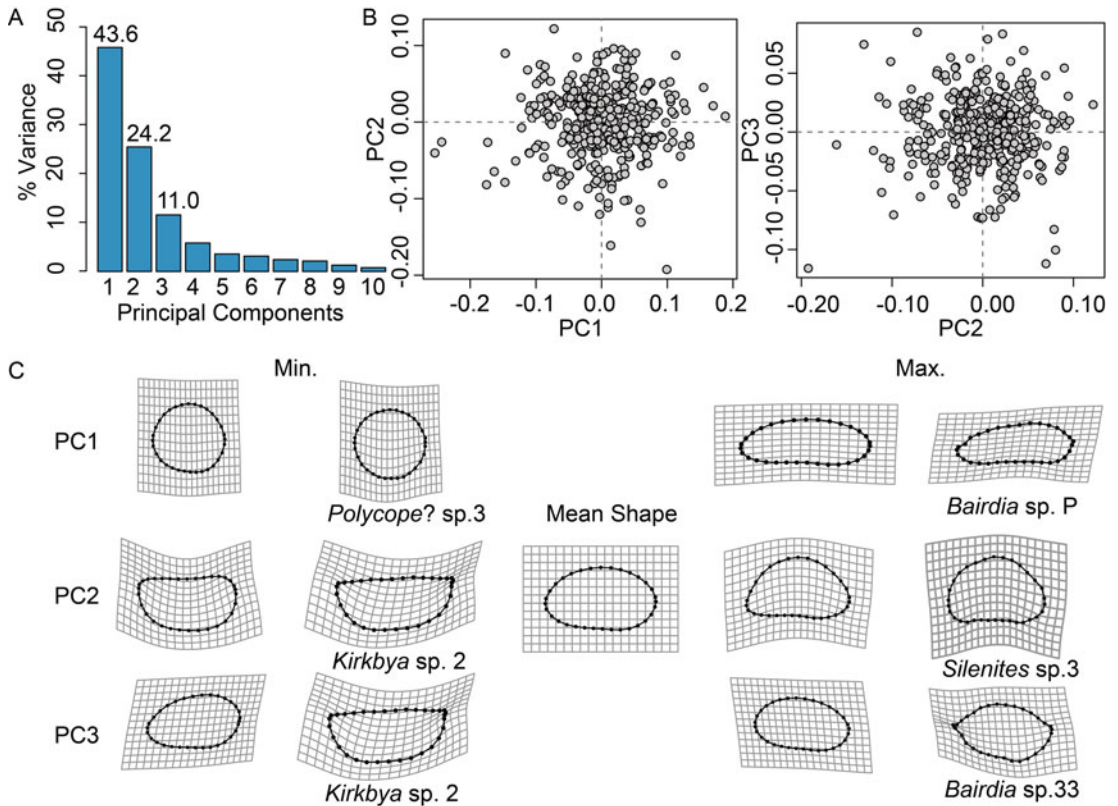 A
50
40
30
20
10
0
% Variance
43.6
24.2
11.0
1 2 3 4 5 6 7 8 9 10
Principal Components
B
0.10
0.00
-0.10
-0.20
PC2
-0.2 -0.1 0.0 0.1 0.2
PC1
0.05
0.00
-0.05
-0.10
PC3
-0.20 -0.10 0.00 0.10
PC2
C
Min. Max.
PC1
Polycope? sp.3
Mean Shape
Bairdia sp. P
PC2
Kirkbya sp. 2
Silenites sp.3
PC3
Kirkbya sp. 2
Bairdia sp.33